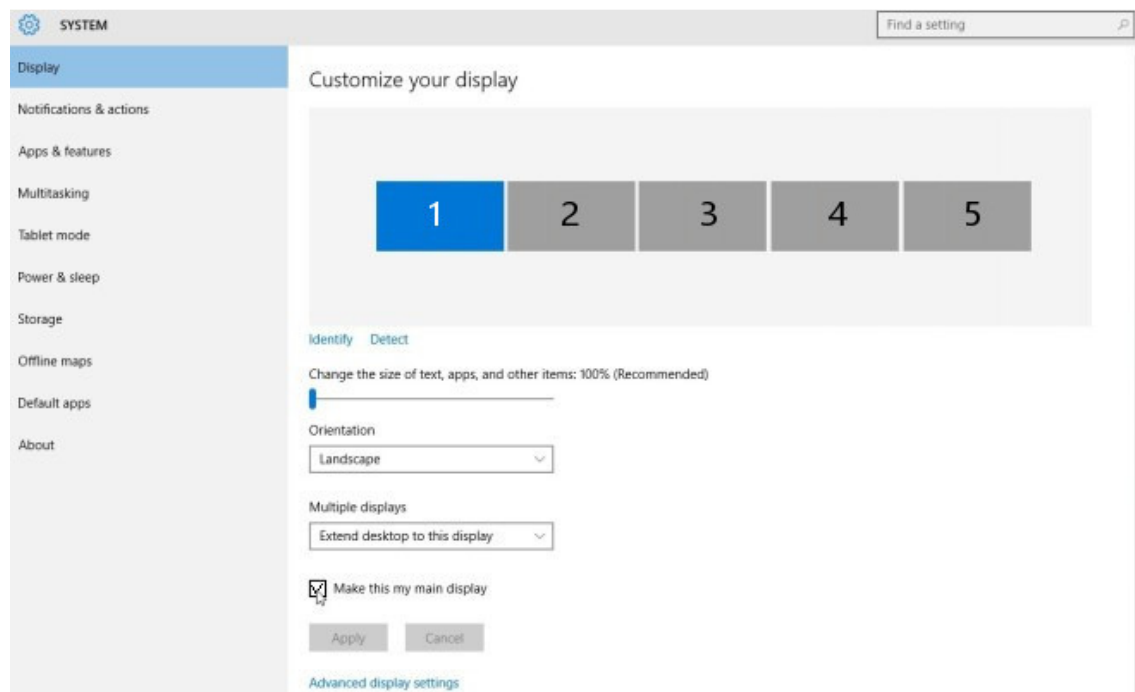 SYSTEM
Find a setting
Display
Notifications & actions
Apps & features
Multitasking
Tablet mode
Power & sleep
Storage
Offline maps
Default apps
About
Customize your display
1 2 3 4 5
Identify Detect
Change the size of text, apps, and other items: 100% (Recommended)
Orientation
Landscape
Multiple displays
Extend desktop to this display
Make this my main display
Apply Cancel
Advanced display settings